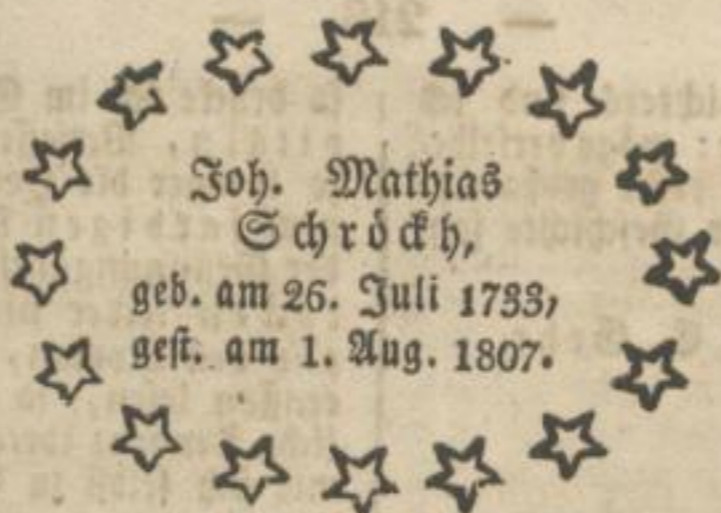 Joh. Mathias
Schröckh,
geb. am 26. Juli 1733,
gest. am 1. Aug. 1807.